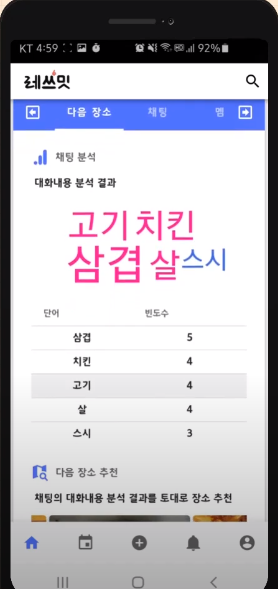 KT 4:59 92%
레쓰밋
다음 장소 채팅 멤
채팅 분석
대화내용 분석 결과
고기 치킨
삼겹 살 스시
단어 빈도수
삼겹 5
치킨 4
고기 4
살 4
스시 3
다음 장소 추천
채팅의 대화내용 분석 결과를 토대로 장소 추천